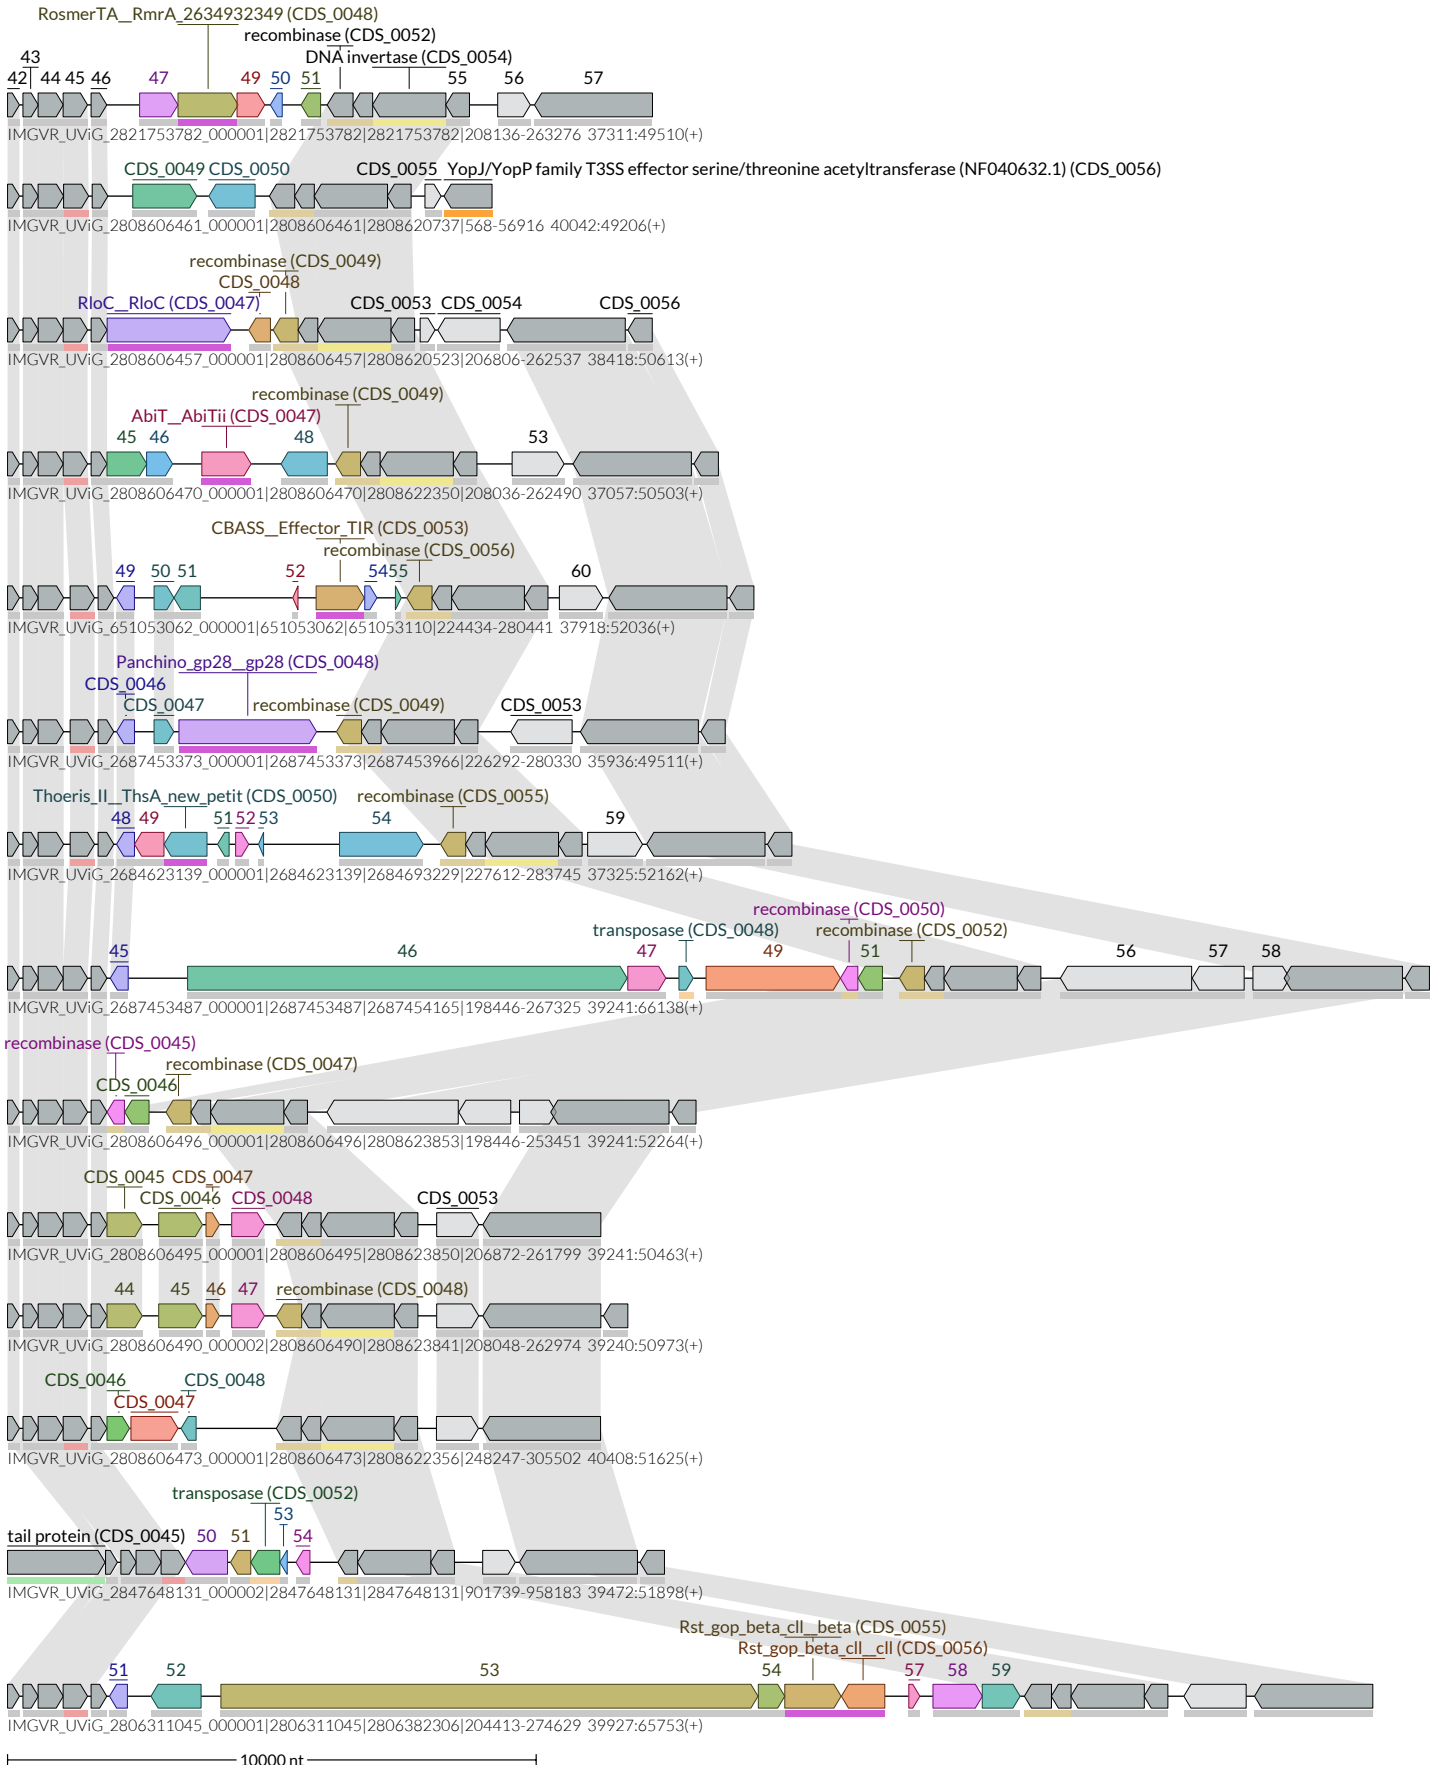 RosmerTA__RmrA_2634932349 (CDS_0048)
recombinase (CDS_0052)
43 DNA invertase (CDS_0054)
42 44 45 46 47 49 50 51 55 56 57
IMGVR_UViG_2821753782_000001|2821753782|2821753782|208136-263276 37311:49510(+)
CDS_0049 CDS_0050 CDS_0055 YopJ/YopP family T3SS effector serine/threonine acetyltransferase (NF040632.1) (CDS_0056)
IMGVR_UViG_2808606461_000001|2808606461|2808620737|568-56916 40042:49206(+)
recombinase (CDS_0049)
CDS_0048
RloC__RloC (CDS_0047) CDS_0053 CDS_0054 CDS_0056
IMGVR_UViG_2808606457_000001|2808606457|2808620523|206806-262537 38418:50613(+)
recombinase (CDS_0049)
AbiT__AbiTii (CDS_0047)
45 46 48 53
IMGVR_UViG_2808606470_000001|2808606470|2808622350|208036-262490 37057:50503(+)
CBASS__Effector_TIR (CDS_0053)
recombinase (CDS_0056)
49 50 51 52 54 55 60
IMGVR_UViG_651053062_000001|651053062|651053110|224434-280441 37918:52036(+)
Panchino_gp28__gp28 (CDS_0048)
CDS_0046
CDS_0047 recombinase (CDS_0049) CDS_0053
IMGVR_UViG_2687453373_000001|2687453373|2687453966|226292-280330 35936:49511(+)
Thoeris_II__ThsA_new_petit (CDS_0050) recombinase (CDS_0055)
48 49 51 52 53 54 59
IMGVR_UViG_2684623139_000001|2684623139|2684693229|227612-283745 37325:52162(+)
recombinase (CDS_0050)
transposase (CDS_0048) recombinase (CDS_0052)
45 46 47 49 51 56 57 58
IMGVR_UViG_2687453487_000001|2687453487|2687454165|198446-267325 39241:66138(+)
recombinase (CDS_0045)
recombinase (CDS_0047)
CDS_0046
IMGVR_UViG_2808606496_000001|2808606496|2808623853|198446-253451 39241:52264(+)
CDS_0045 CDS_0047
CDS_0046 CDS_0048 CDS_0053
IMGVR_UViG_2808606495_000001|2808606495|2808623850|206872-261799 39241:50463(+)
44 45 46 47 recombinase (CDS_0048)
IMGVR_UViG_2808606490_000002|2808606490|2808623841|208048-262974 39240:50973(+)
CDS_0046 CDS_0048
CDS_0047
IMGVR_UViG_2808606473_000001|2808606473|2808622356|248247-305502 40408:51625(+)
transposase (CDS_0052)
53
tail protein (CDS_0045) 50 51 54
IMGVR_UViG_2847648131_000002|2847648131|2847648131|901739-958183 39472:51898(+)
Rst_gop_beta_cll__beta (CDS_0055)
Rst_gop_beta_cll__cll (CDS_0056)
51 52 53 54 57 58 59
IMGVR_UViG_2806311045_000001|2806311045|2806382306|204413-274629 39927:65753(+)
10000 nt